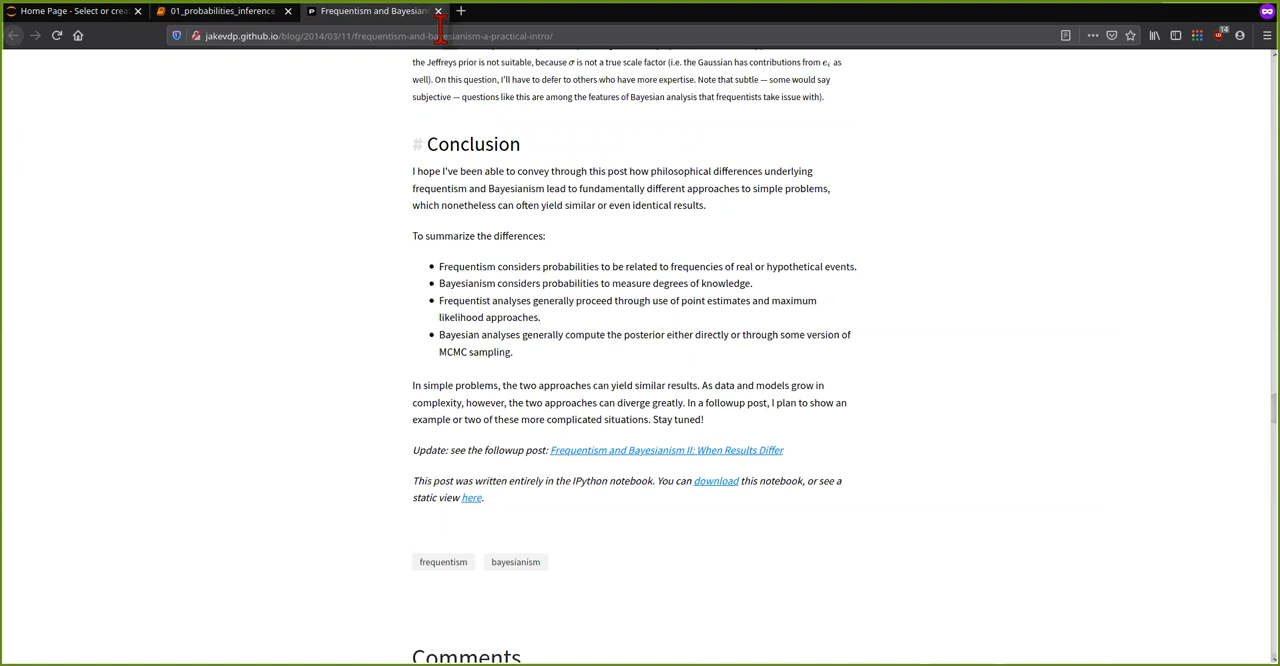 Home Page - Select or crea
01_probabilities_inference
Frequentism and Bayesian
jakevdp.github.io/blog/2014/03/11/frequentism-and-bayesianism-a-practical-intro/
14
the Jeffreys prior is not suitable, because σ is not a true scale factor (i.e. the Gaussian has contributions from eᵢ as
well). On this question, I'll have to defer to others who have more expertise. Note that subtle — some would say
subjective — questions like this are among the features of Bayesian analysis that frequentists take issue with).
# Conclusion
I hope I've been able to convey through this post how philosophical differences underlying
frequentism and Bayesianism lead to fundamentally different approaches to simple problems,
which nonetheless can often yield similar or even identical results.
To summarize the differences:
• Frequentism considers probabilities to be related to frequencies of real or hypothetical events.
• Bayesianism considers probabilities to measure degrees of knowledge.
• Frequentist analyses generally proceed through use of point estimates and maximum
likelihood approaches.
• Bayesian analyses generally compute the posterior either directly or through some version of
MCMC sampling.
In simple problems, the two approaches can yield similar results. As data and models grow in
complexity, however, the two approaches can diverge greatly. In a followup post, I plan to show an
example or two of these more complicated situations. Stay tuned!
Update: see the followup post: Frequentism and Bayesianism II: When Results Differ
This post was written entirely in the IPython notebook. You can download this notebook, or see a
static view here.
frequentism bayesianism
Comments